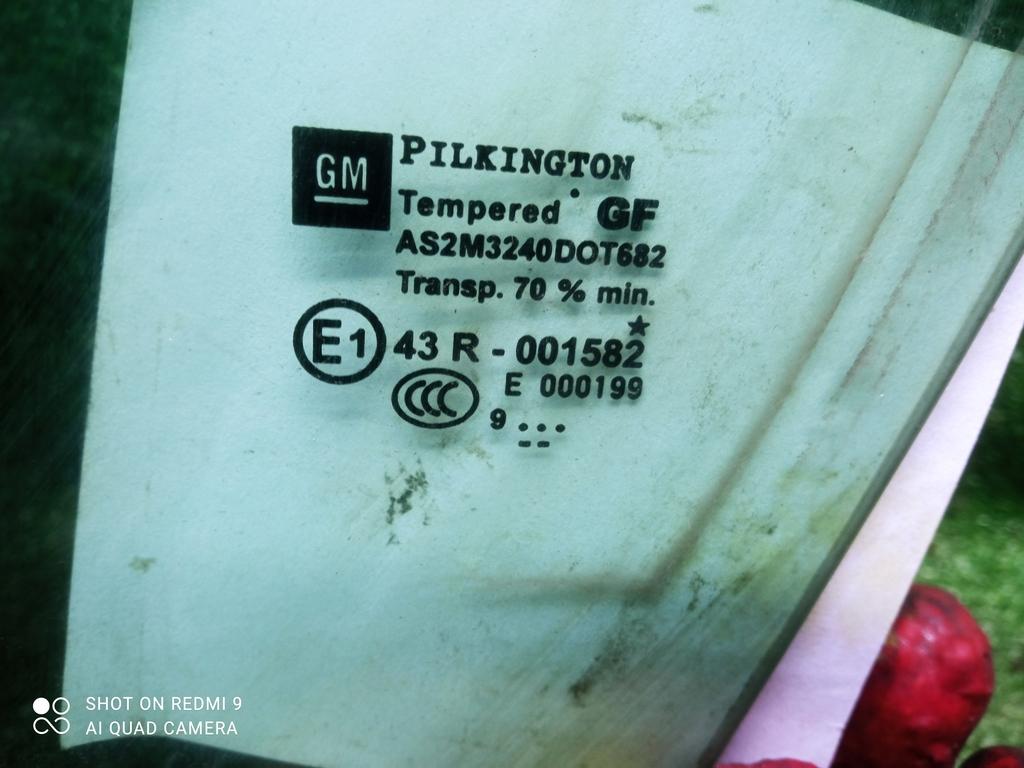 GM
PILKINGTON
Tempered GF
AS2M3240DOT682
Transp. 70 % min.
E1 43 R - 001582
CCC E 000199
9 ...
--
SHOT ON REDMI 9
AI QUAD CAMERA